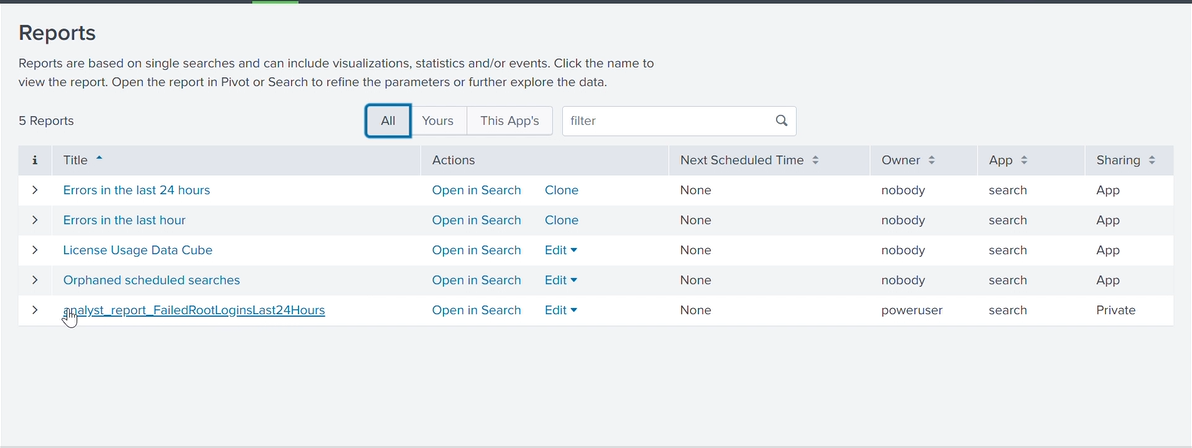 Reports
Reports are based on single searches and can include visualizations, statistics and/or events. Click the name to
view the report. Open the report in Pivot or Search to refine the parameters or further explore the data.
5 Reports All Yours This App's filter
i Title Actions Next Scheduled Time Owner App Sharing
Errors in the last 24 hours Open in Search Clone None nobody search App
Errors in the last hour Open in Search Clone None nobody search App
License Usage Data Cube Open in Search Edit None nobody search App
Orphaned scheduled searches Open in Search Edit None nobody search App
analyst_report_FailedRootLoginsLast24Hours Open in Search Edit None poweruser search Private